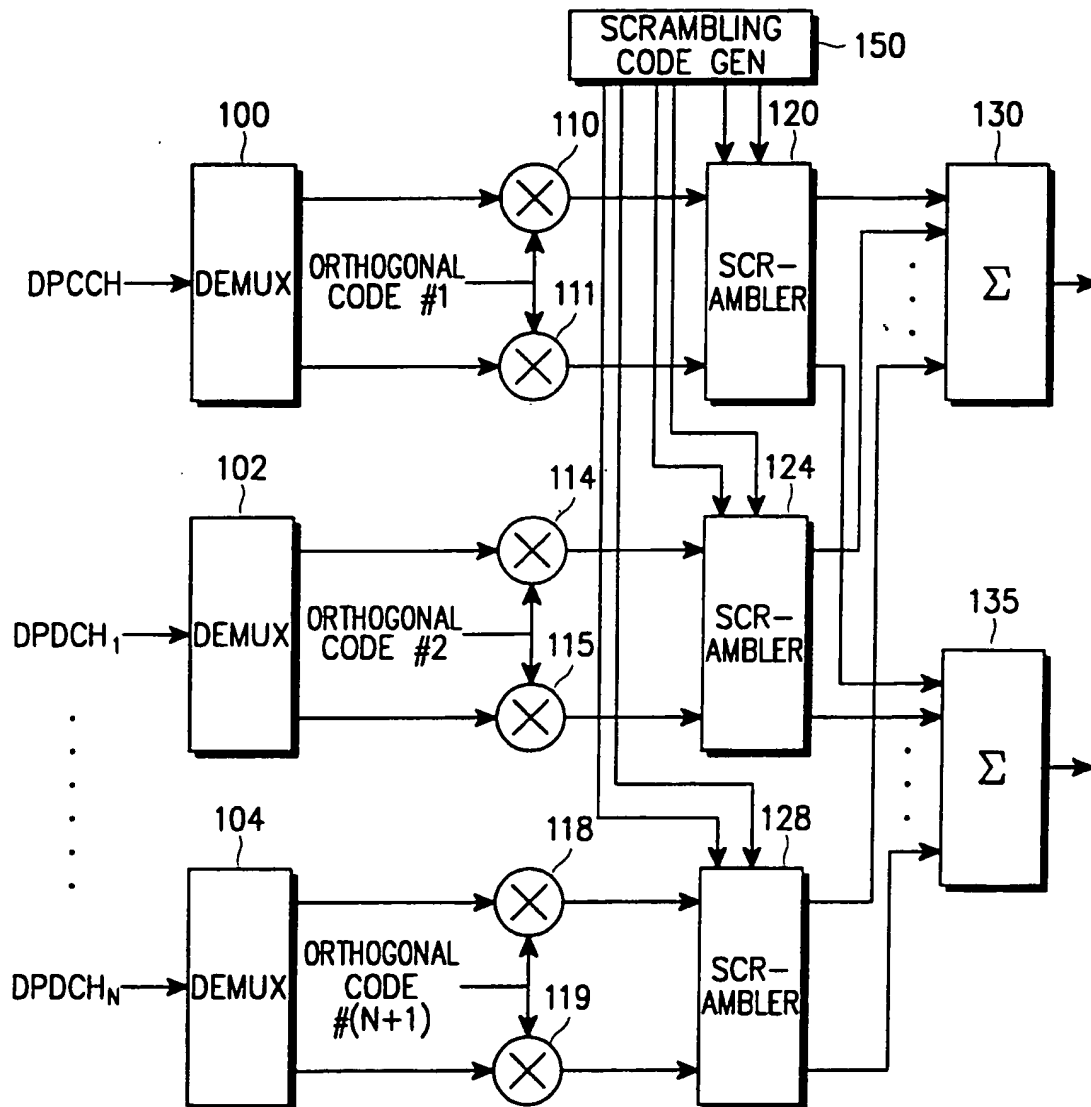 SCRAMBLING
CODE GEN
150
100
110
120
130
DPCCH
DEMUX
ORTHOGONAL
CODE #1
111
SCR-
AMBLER
Σ
102
114
124
DPDCH₁
DEMUX
ORTHOGONAL
CODE #2
115
SCR-
AMBLER
135
Σ
104
118
128
DPDCH_N
DEMUX
ORTHOGONAL
CODE
#(N+1)
119
SCR-
AMBLER